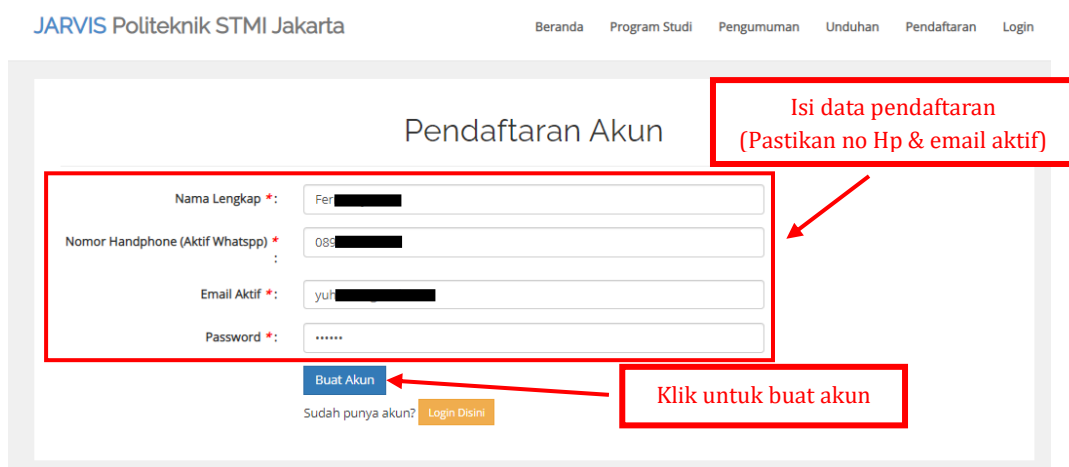 JARVIS Politeknik STMI Jakarta
Beranda Program Studi Pengumuman Unduhan Pendaftaran Login
Isi data pendaftaran
(Pastikan no Hp & email aktif)
Pendaftaran Akun
Nama Lengkap *:
Fer
Nomor Handphone (Aktif Whatspp) *
:
089
Email Aktif *:
yuh
Password *:
••••••
Buat Akun
Klik untuk buat akun
Sudah punya akun? Login Disini